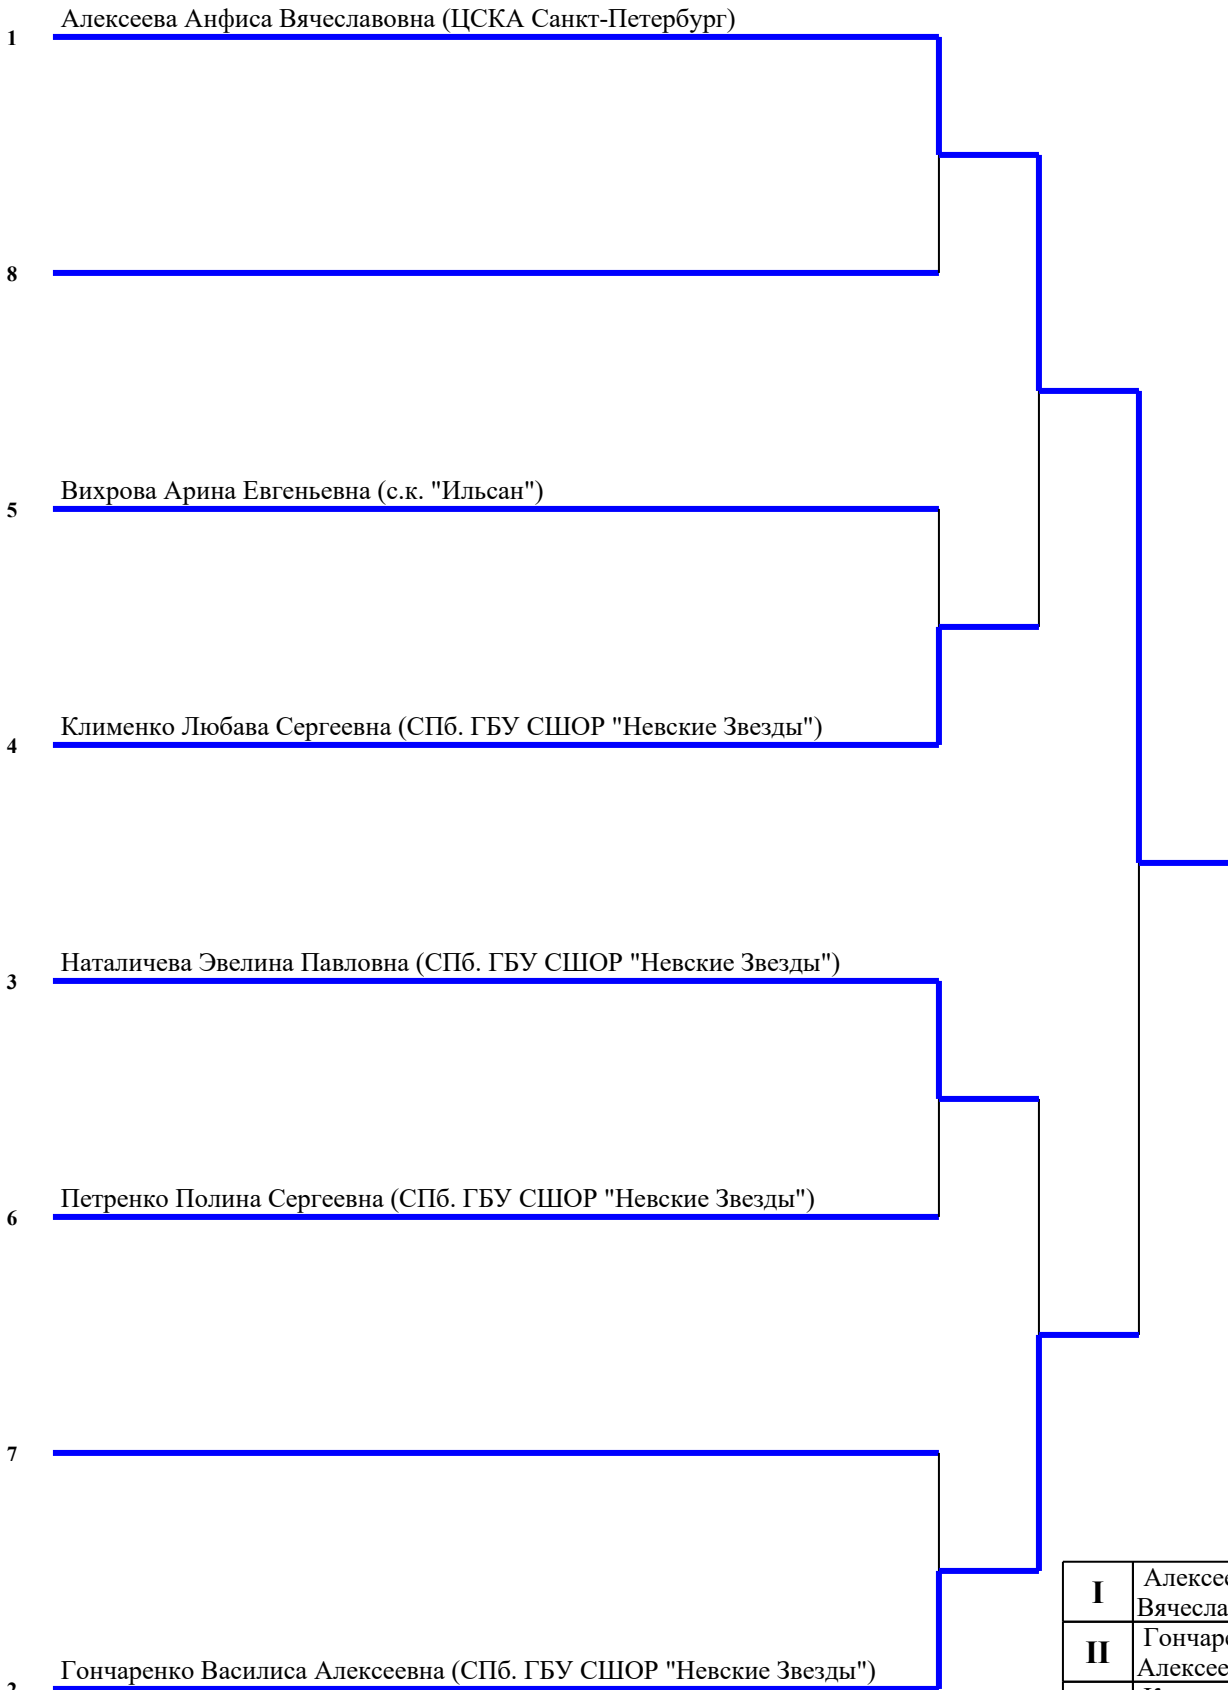 Алексеева Анфиса Вячеславовна (ЦСКА Санкт-Петербург)
1
8
Вихрова Арина Евгеньевна (с.к. "Ильсан")
5
Клименко Любава Сергеевна (СПб. ГБУ СШОР "Невские Звезды")
4
Наталичева Эвелина Павловна (СПб. ГБУ СШОР "Невские Звезды")
3
Петренко Полина Сергеевна (СПб. ГБУ СШОР "Невские Звезды")
6
7
Гончаренко Василиса Алексеевна (СПб. ГБУ СШОР "Невские Звезды")
2
I
II